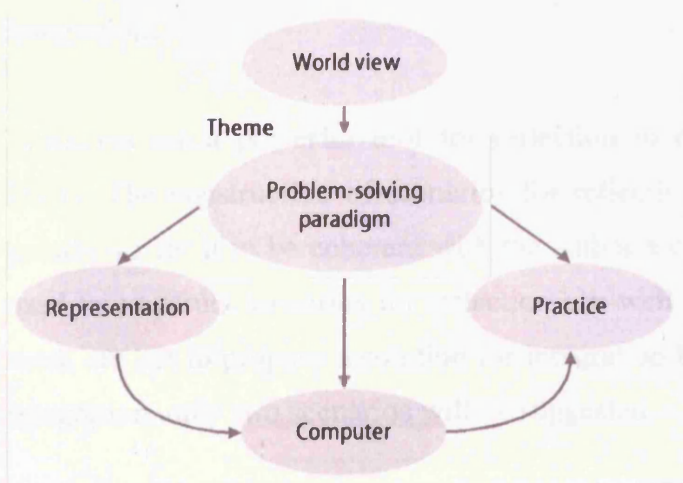 World view
Theme
Problem-solving
paradigm
Representation
Practice
Computer